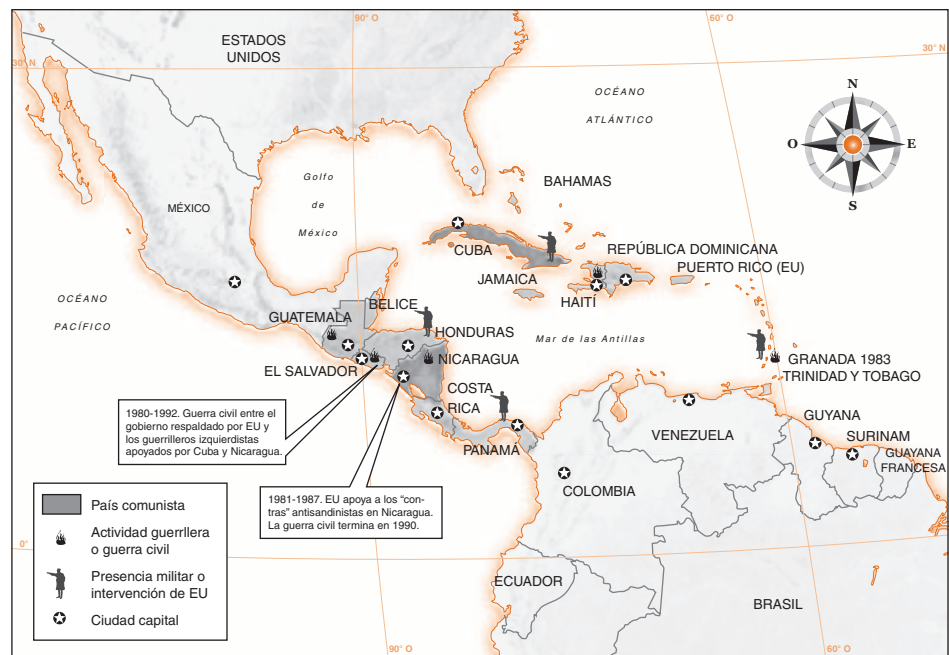 90° O
60° O
ESTADOS
UNIDOS
30° N
30° N
OCÉANO
ATLÁNTICO
N
O
E
S
Golfo
de
México
BAHAMAS
MÉXICO
CUBA
REPÚBLICA DOMINICANA
JAMAICA
PUERTO RICO (EU)
HAITÍ
OCÉANO
PACÍFICO
BELICE
GUATEMALA
HONDURAS
Mar de las Antillas
NICARAGUA
GRANADA 1983
EL SALVADOR
TRINIDAD Y TOBAGO
COSTA
RICA
1980-1992. Guerra civil entre el
gobierno respaldado por EU y
los guerrilleros izquierdistas
apoyados por Cuba y Nicaragua.
PANAMÁ
VENEZUELA
GUYANA
SURINAM
GUAYANA
FRANCESA
COLOMBIA
1981-1987. EU apoya a los "con-
tras" antisandinistas en Nicaragua.
La guerra civil termina en 1990.
País comunista
Actividad guerrllera
o guerra civil
Presencia militar o
intervención de EU
Ciudad capital
0°
0°
ECUADOR
BRASIL
90° O
60° O